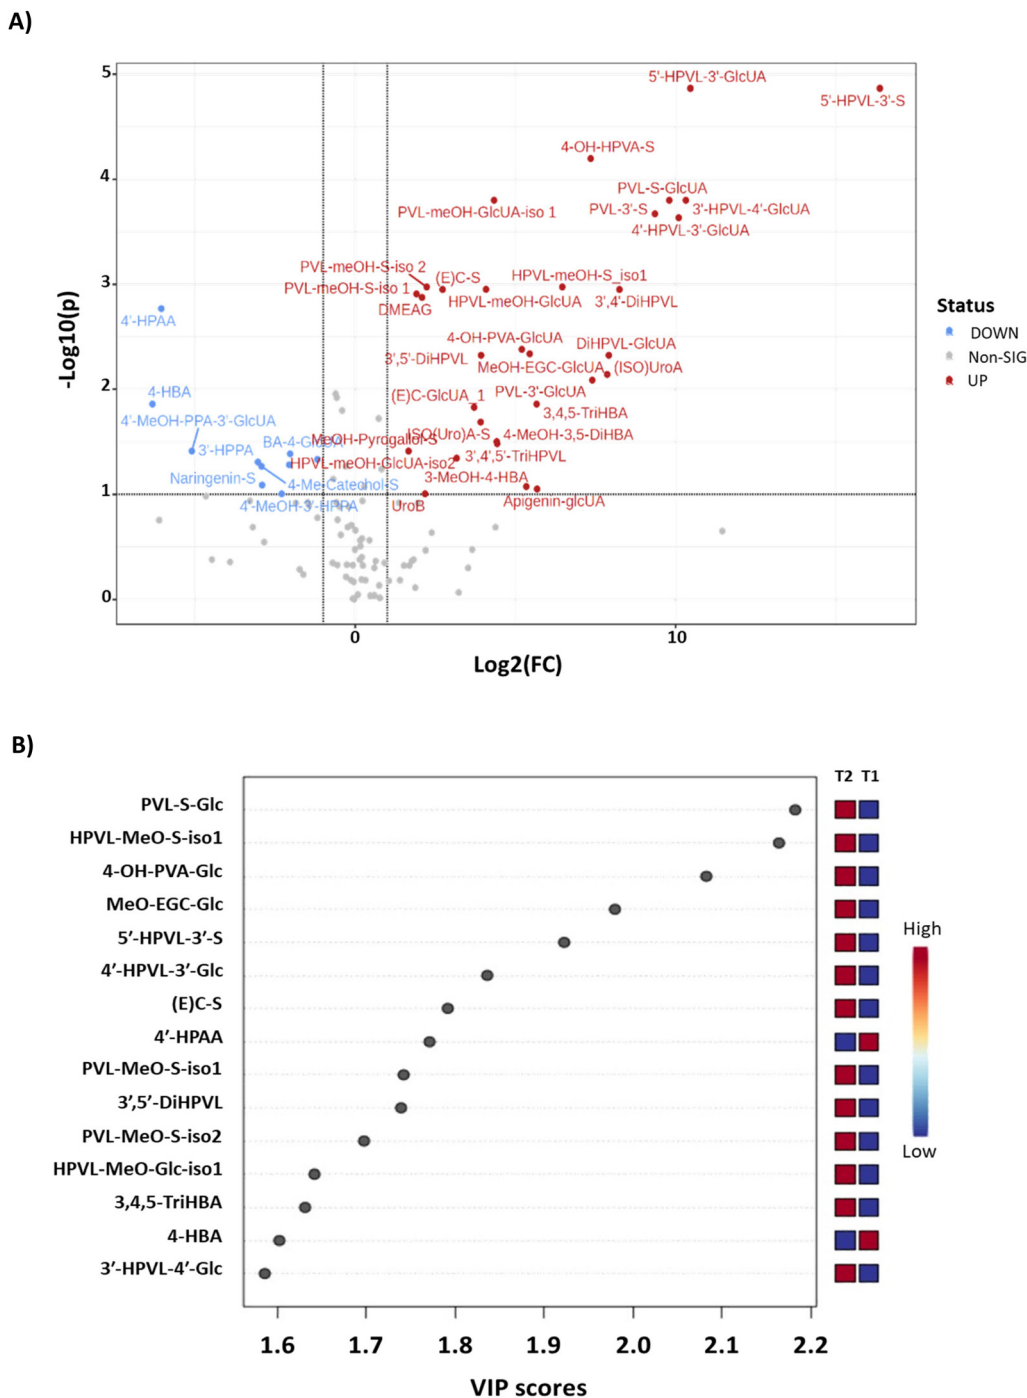 A)
5
5'-HPVL-3'-GlcUA
5'-HPVL-3'-S
4-OH-HPVA-S
4
PVL-S-GlcUA
PVL-meOH-GlcUA-iso 1
PVL-3'-S
3'-HPVL-4'-GlcUA
4'-HPVL-3'-GlcUA
PVL-meOH-S-iso 2
(E)C-S
HPVL-meOH-S_iso1
3
PVL-meOH-S-iso 1
HPVL-meOH-GlcUA
3',4'-DiHPVL
DMEAG
4'-HPAA
Status
DOWN
Non-SIG
UP
-Log10(p)
4-OH-PVA-GlcUA
DiHPVL-GlcUA
3',5'-DiHPVL
MeOH-EGC-GlcUA
(ISO)UroA
2
4-HBA
(E)C-GlcUA_1
PVL-3'-GlcUA
4'-MeOH-PPA-3'-GlcUA
3,4,5-TriHBA
3'-HPPA
BA-4-GlcUA
MeOH-Pyrogallol-S
ISO(Uro)A-S
4-MeOH-3,5-DiHBA
HPVL-meOH-GlcUA-iso2
3',4',5'-TriHPVL
Naringenin-S
4-Me-Catechol-S
3-MeOH-4-HBA
1
4'-MeOH-3'-HPPA
UroB
Apigenin-glcUA
0
0
10
Log2(FC)
B)
T2 T1
PVL-S-Glc
HPVL-MeO-S-iso1
4-OH-PVA-Glc
MeO-EGC-Glc
5′-HPVL-3′-S
4′-HPVL-3′-Glc
(E)C-S
4′-HPAA
PVL-MeO-S-iso1
3′,5′-DiHPVL
PVL-MeO-S-iso2
HPVL-MeO-Glc-iso1
3,4,5-TriHBA
4-HBA
3′-HPVL-4′-Glc
High
Low
1.6 1.7 1.8 1.9 2.0 2.1 2.2
VIP scores